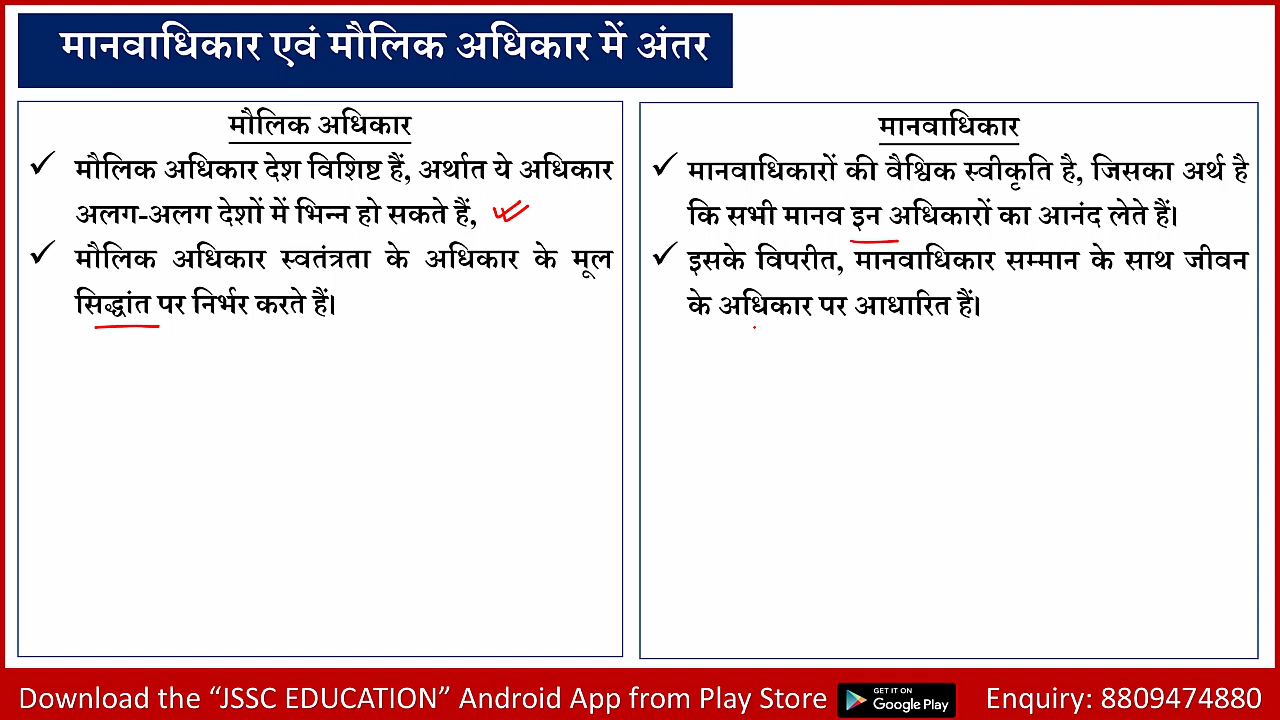 मानवाधिकार एवं मौलिक अधिकार में अंतर
मौलिक अधिकार
मौलिक अधिकार देश विशिष्ट हैं, अर्थात ये अधिकार
अलग-अलग देशों में भिन्न हो सकते हैं,
मौलिक अधिकार स्वतंत्रता के अधिकार के मूल
सिद्धांत पर निर्भर करते हैं।
मानवाधिकार
मानवाधिकारों की वैश्विक स्वीकृति है, जिसका अर्थ है
कि सभी मानव इन अधिकारों का आनंद लेते हैं।
इसके विपरीत, मानवाधिकार सम्मान के साथ जीवन
के अधिकार पर आधारित हैं।
Download the “JSSC EDUCATION” Android App from Play Store GET IT ON Google Play Enquiry: 8809474880